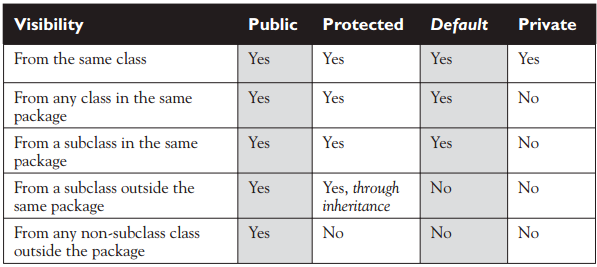 Visibility Public Protected Default Private
From the same class Yes Yes Yes Yes
From any class in the same Yes Yes Yes No
package
From a subclass in the same Yes Yes Yes No
package
From a subclass outside the Yes Yes, through No No
same package inheritance
From any non-subclass class Yes No No No
outside the package